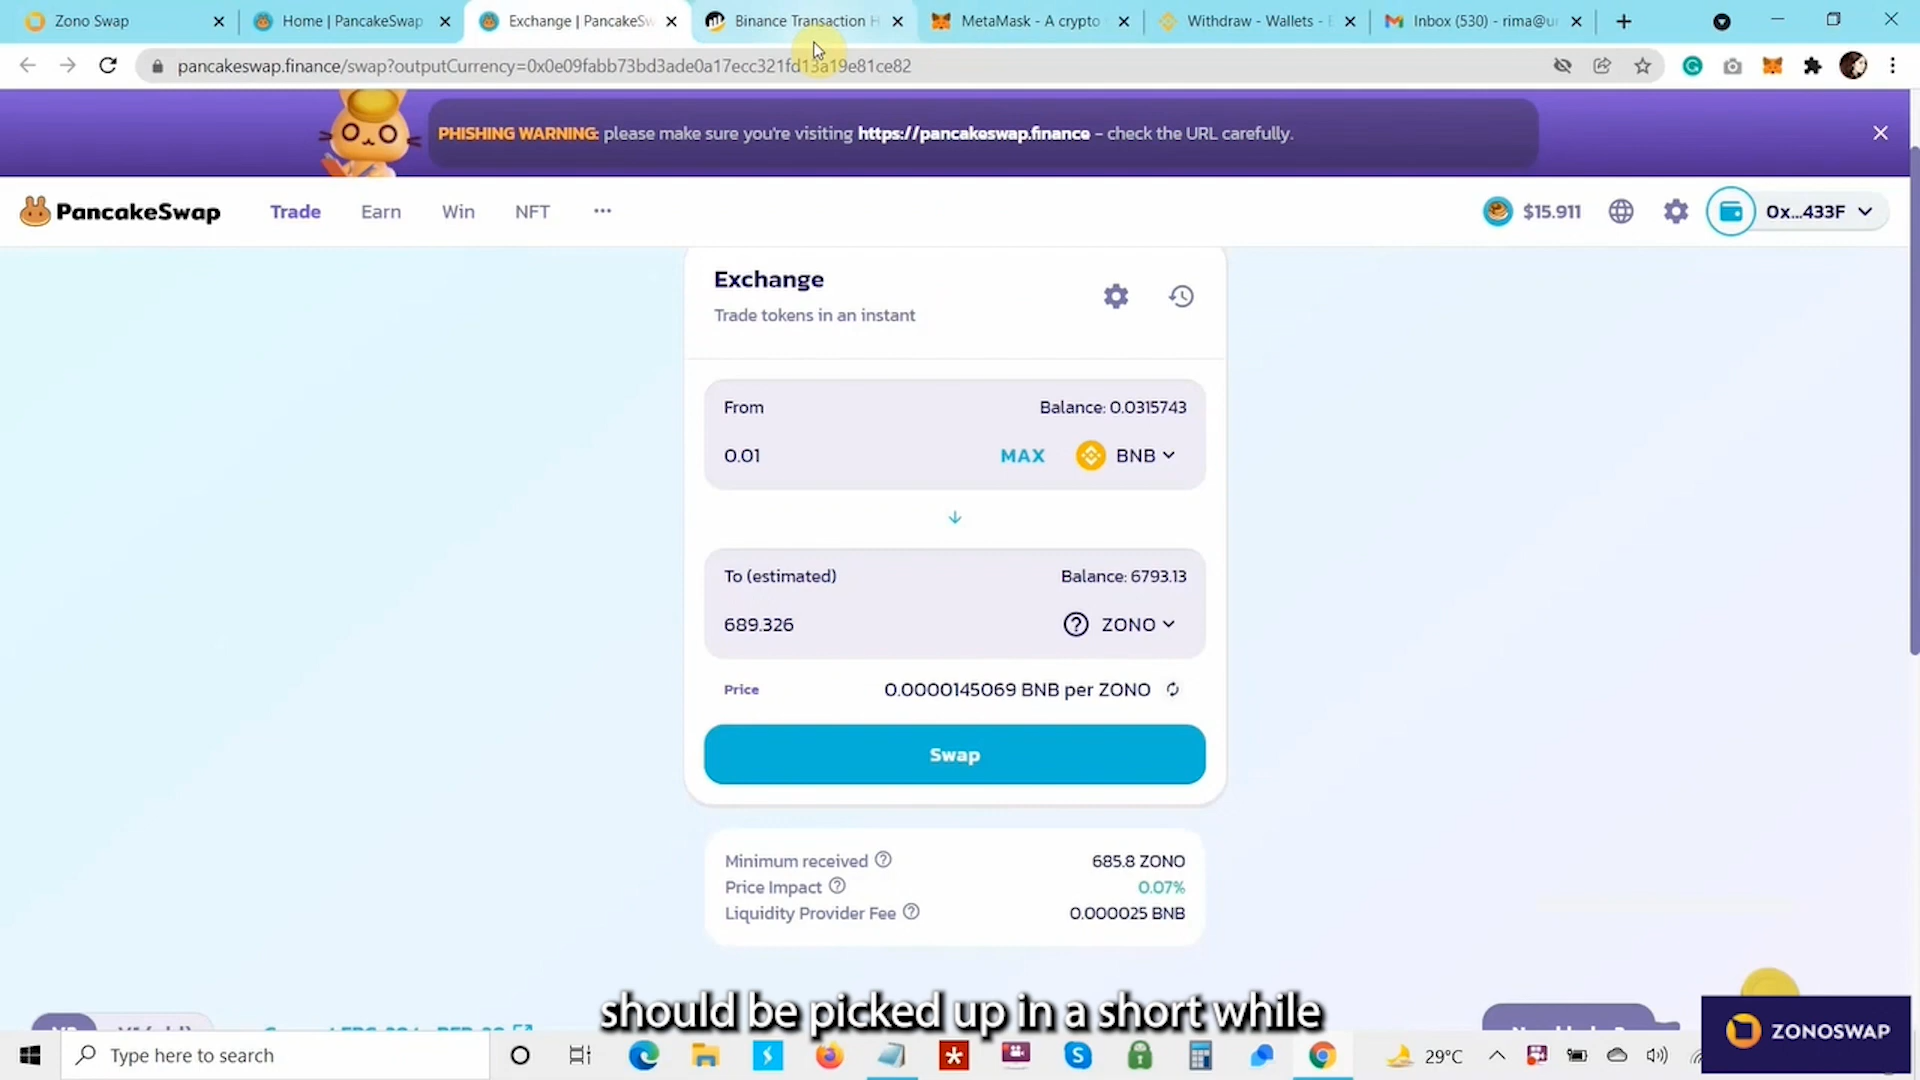 Zono Swap
Home | PancakeSwap
Exchange | PancakeSw
Binance Transaction H
MetaMask - A crypto
Withdraw - Wallets -
Inbox (530) - rima@u
pancakeswap.finance/swap?outputCurrency=0x0e09fabb73bd3ade0a17ecc321fd13a19e81ce82
PHISHING WARNING: please make sure you're visiting https://pancakeswap.finance - check the URL carefully.
PancakeSwap
Trade
Earn
Win
NFT
$15.911
0x...433F
Exchange
Trade tokens in an instant
From
Balance: 0.0315743
0.01
MAX
BNB
To (estimated)
Balance: 6793.13
689.326
ZONO
Price
0.0000145069 BNB per ZONO
Swap
Minimum received
685.8 ZONO
Price Impact
0.07%
Liquidity Provider Fee
0.000025 BNB
should be picked up in a short while
ZONOSWAP
Type here to search
29°C